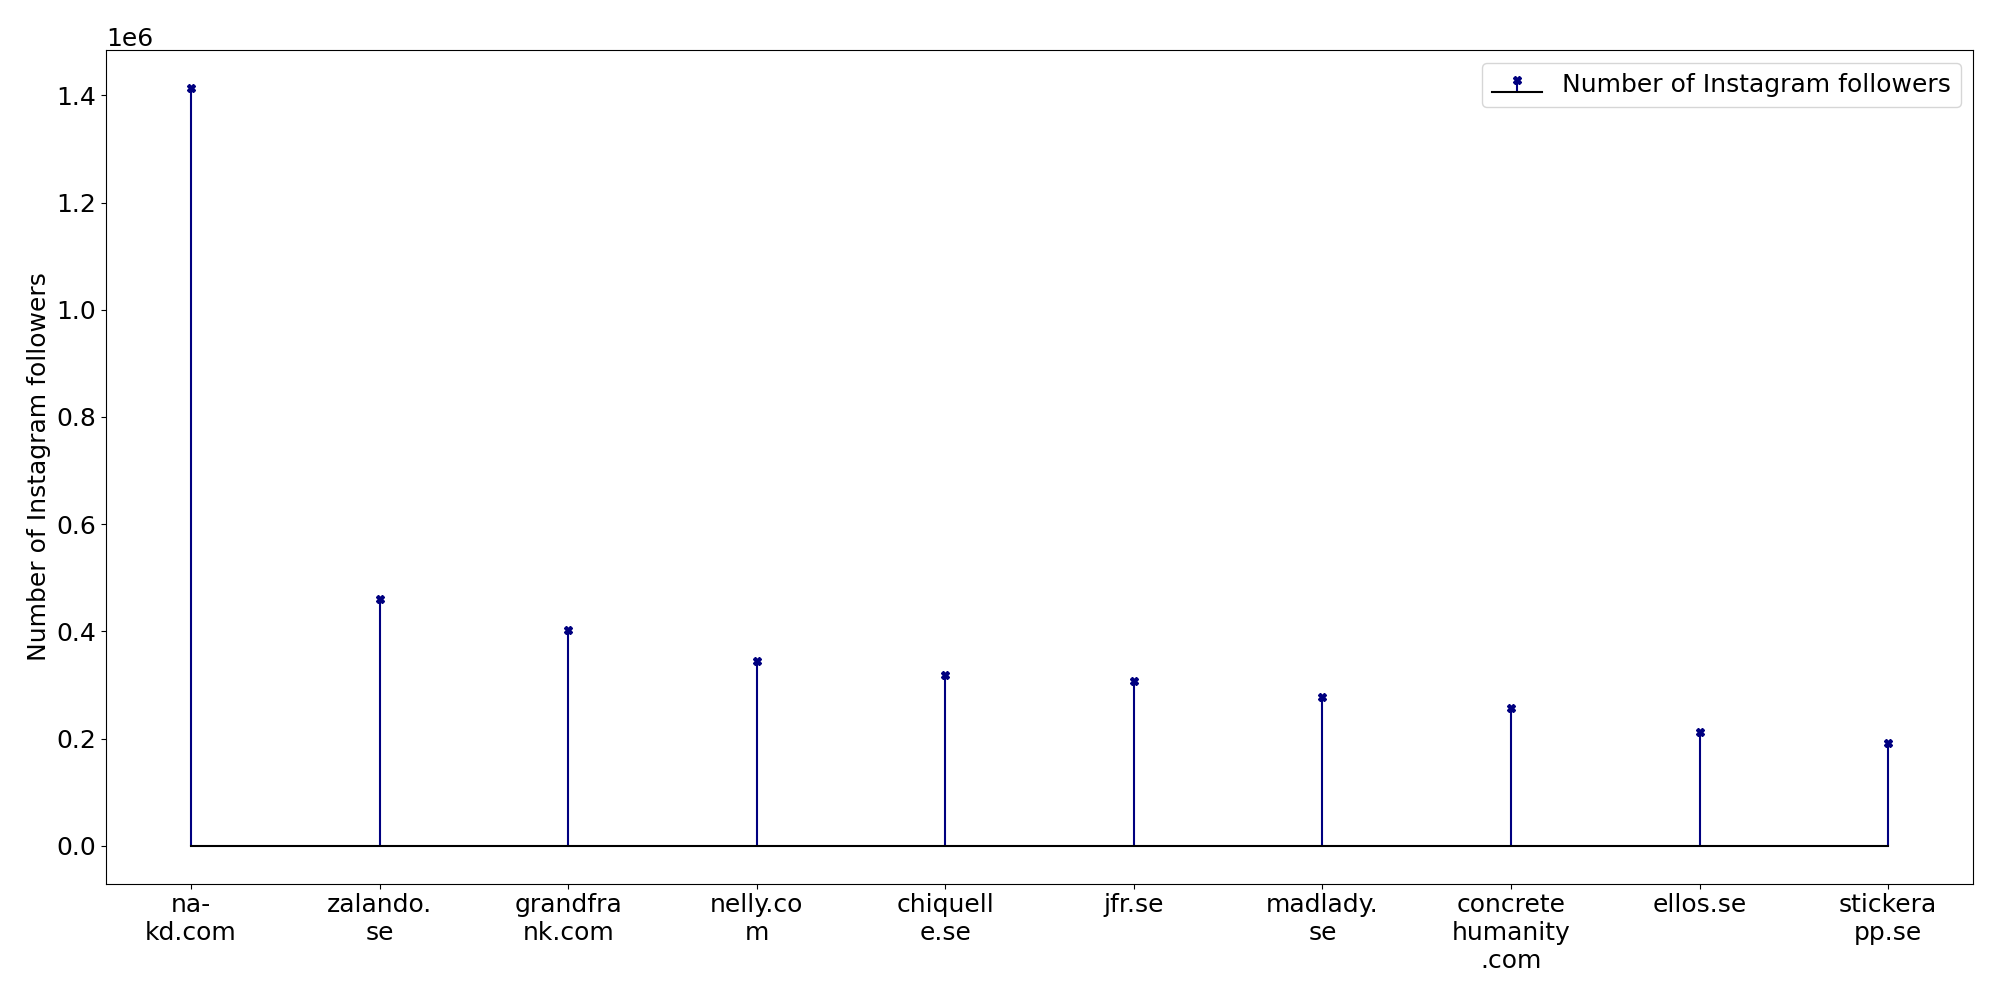 1e6
Number of Instagram followers
1.4
1.2
1.0
0.8
0.6
0.4
0.2
0.0
Number of Instagram followers
na-
kd.com
zalando.
se
grandfra
nk.com
nelly.co
m
chiquell
e.se
jfr.se
madlady.
se
concrete
humanity
.com
ellos.se
stickera
pp.se